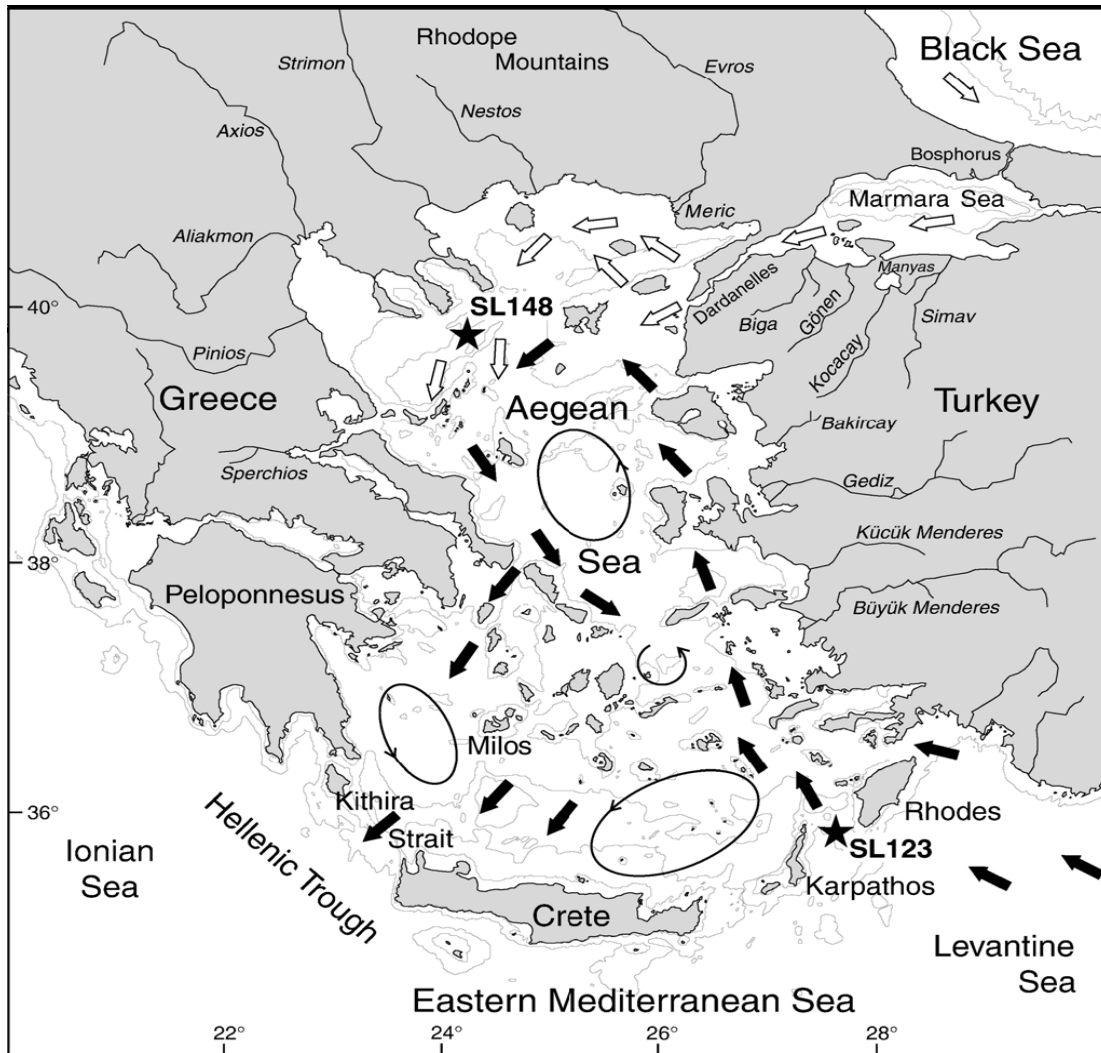 Rhodope
Mountains
Strimon
Evros
Black Sea
Nestos
Axios
Bosphorus
Marmara Sea
Meric
Aliakmon
Manyas
Dardanelles
40°
SL148
Biga
Gönen
Simav
Kocacay
Pinios
Greece
Aegean
Turkey
Bakircay
Sperchios
Gediz
Kücük Menderes
38°
Sea
Peloponnesus
Büyük Menderes
Milos
Kithira
Strait
36°
Rhodes
Hellenic Trough
Ionian
Sea
SL123
Karpathos
Crete
Levantine
Sea
Eastern Mediterranean Sea
22°
24°
26°
28°